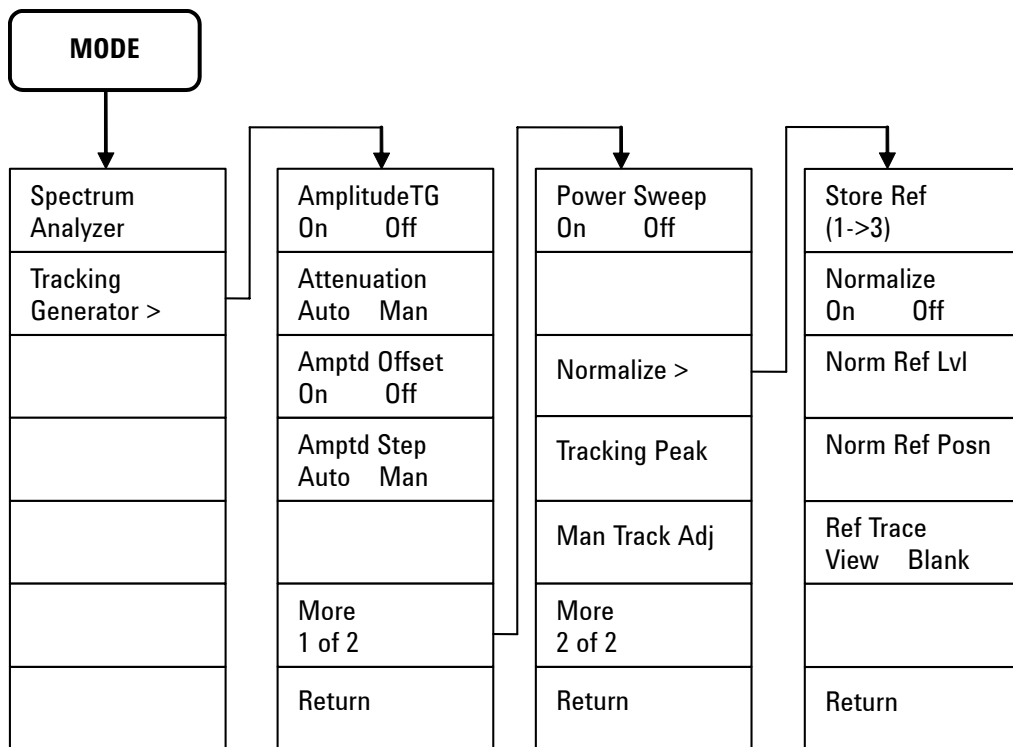 MODE
Spectrum
Analyzer
Tracking
Generator >
AmplitudeTG
On Off
Attenuation
Auto Man
Amptd Offset
On Off
Amptd Step
Auto Man
More
1 of 2
Return
Power Sweep
On Off
Normalize >
Tracking Peak
Man Track Adj
More
2 of 2
Return
Store Ref
(1->3)
Normalize
On Off
Norm Ref Lvl
Norm Ref Posn
Ref Trace
View Blank
Return